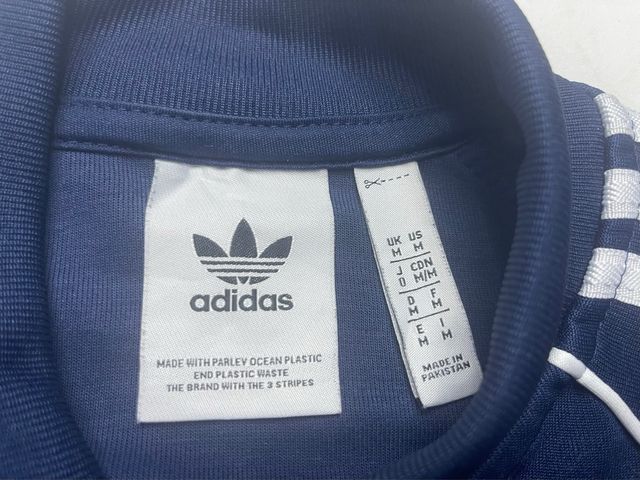 adidas
MADE WITH PARLEY OCEAN PLASTIC
END PLASTIC WASTE
THE BRAND WITH THE 3 STRIPES
UK US
M M
J CDN
O M/M
D F
M M
E I
M M
MADE IN
PAKISTAN